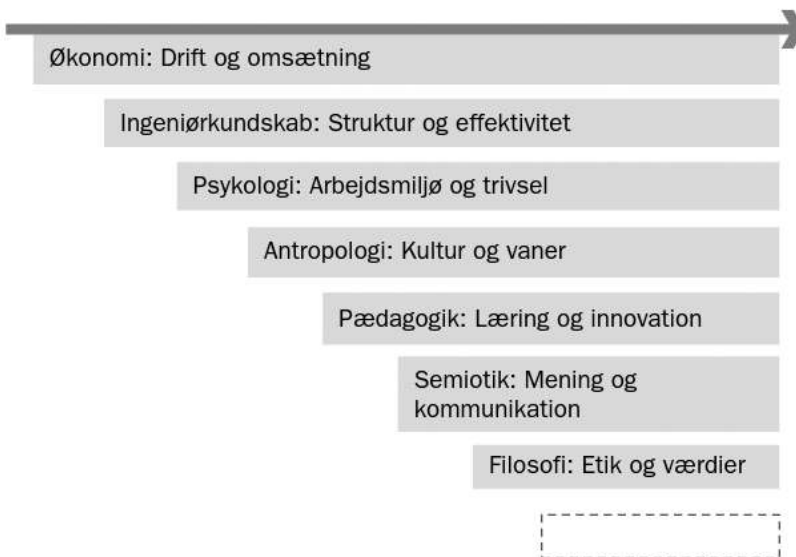 Økonomi: Drift og omsætning
Ingeniørkundskab: Struktur og effektivitet
Psykologi: Arbejdsmiljø og trivsel
Antropologi: Kultur og vaner
Pædagogik: Læring og innovation
Semiotik: Mening og
kommunikation
Filosofi: Etik og værdier